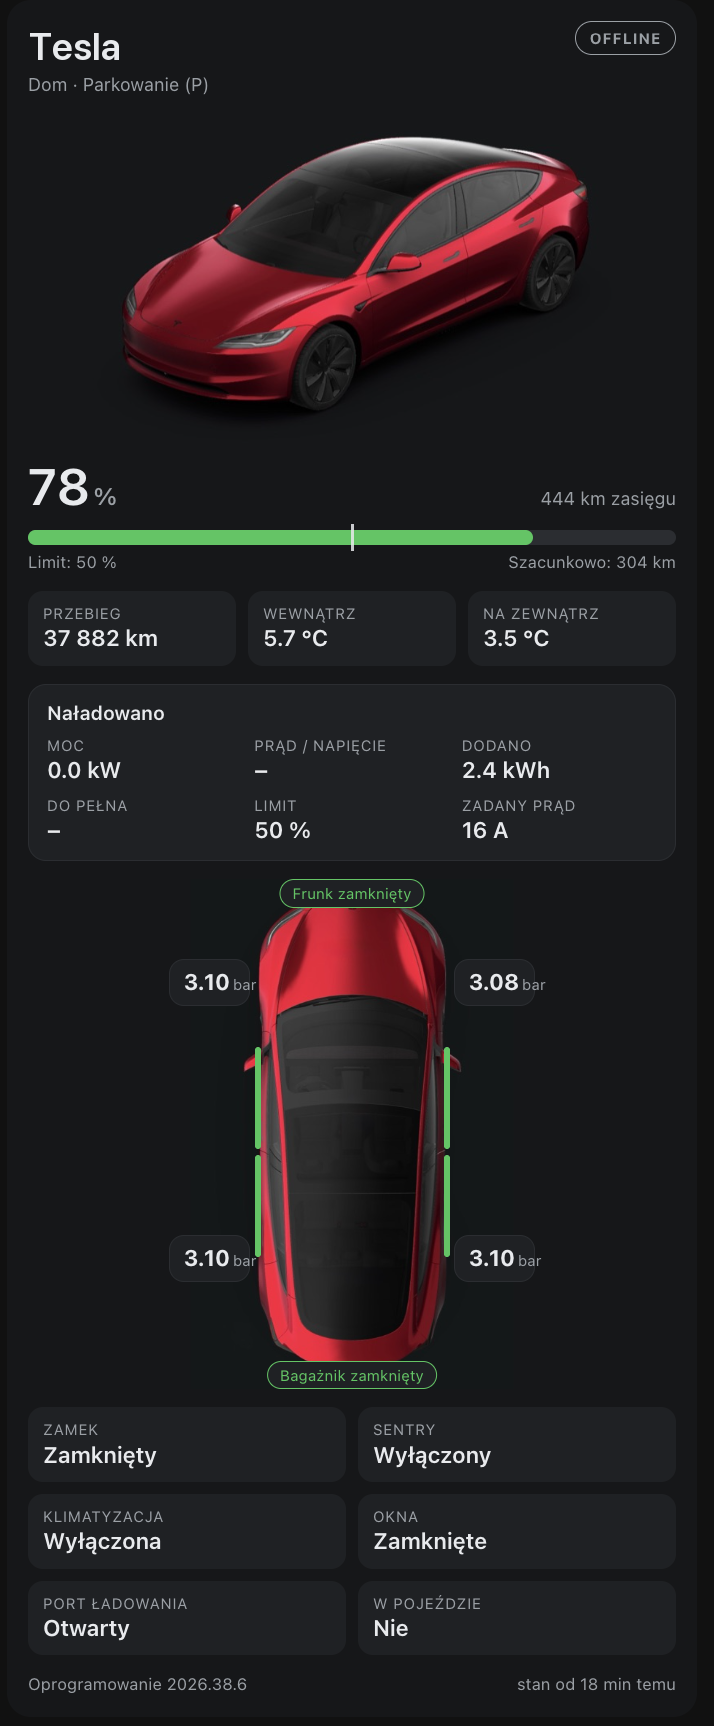 Tesla
OFFLINE
Dom · Parkowanie (P)
78 %
444 km zasięgu
Limit: 50 %
Szacunkowo: 304 km
PRZEBIEG
37 882 km
WEWNĄTRZ
5.7 °C
NA ZEWNĄTRZ
3.5 °C
Naładowano
MOC
0.0 kW
PRĄD / NAPIĘCIE
–
DODANO
2.4 kWh
DO PEŁNA
–
LIMIT
50 %
ZADANY PRĄD
16 A
Frunk zamknięty
3.10 bar
3.08 bar
3.10 bar
3.10 bar
Bagażnik zamknięty
ZAMEK
Zamknięty
SENTRY
Wyłączony
KLIMATYZACJA
Wyłączona
OKNA
Zamknięte
PORT ŁADOWANIA
Otwarty
W POJEŹDZIE
Nie
Oprogramowanie 2026.38.6
stan od 18 min temu